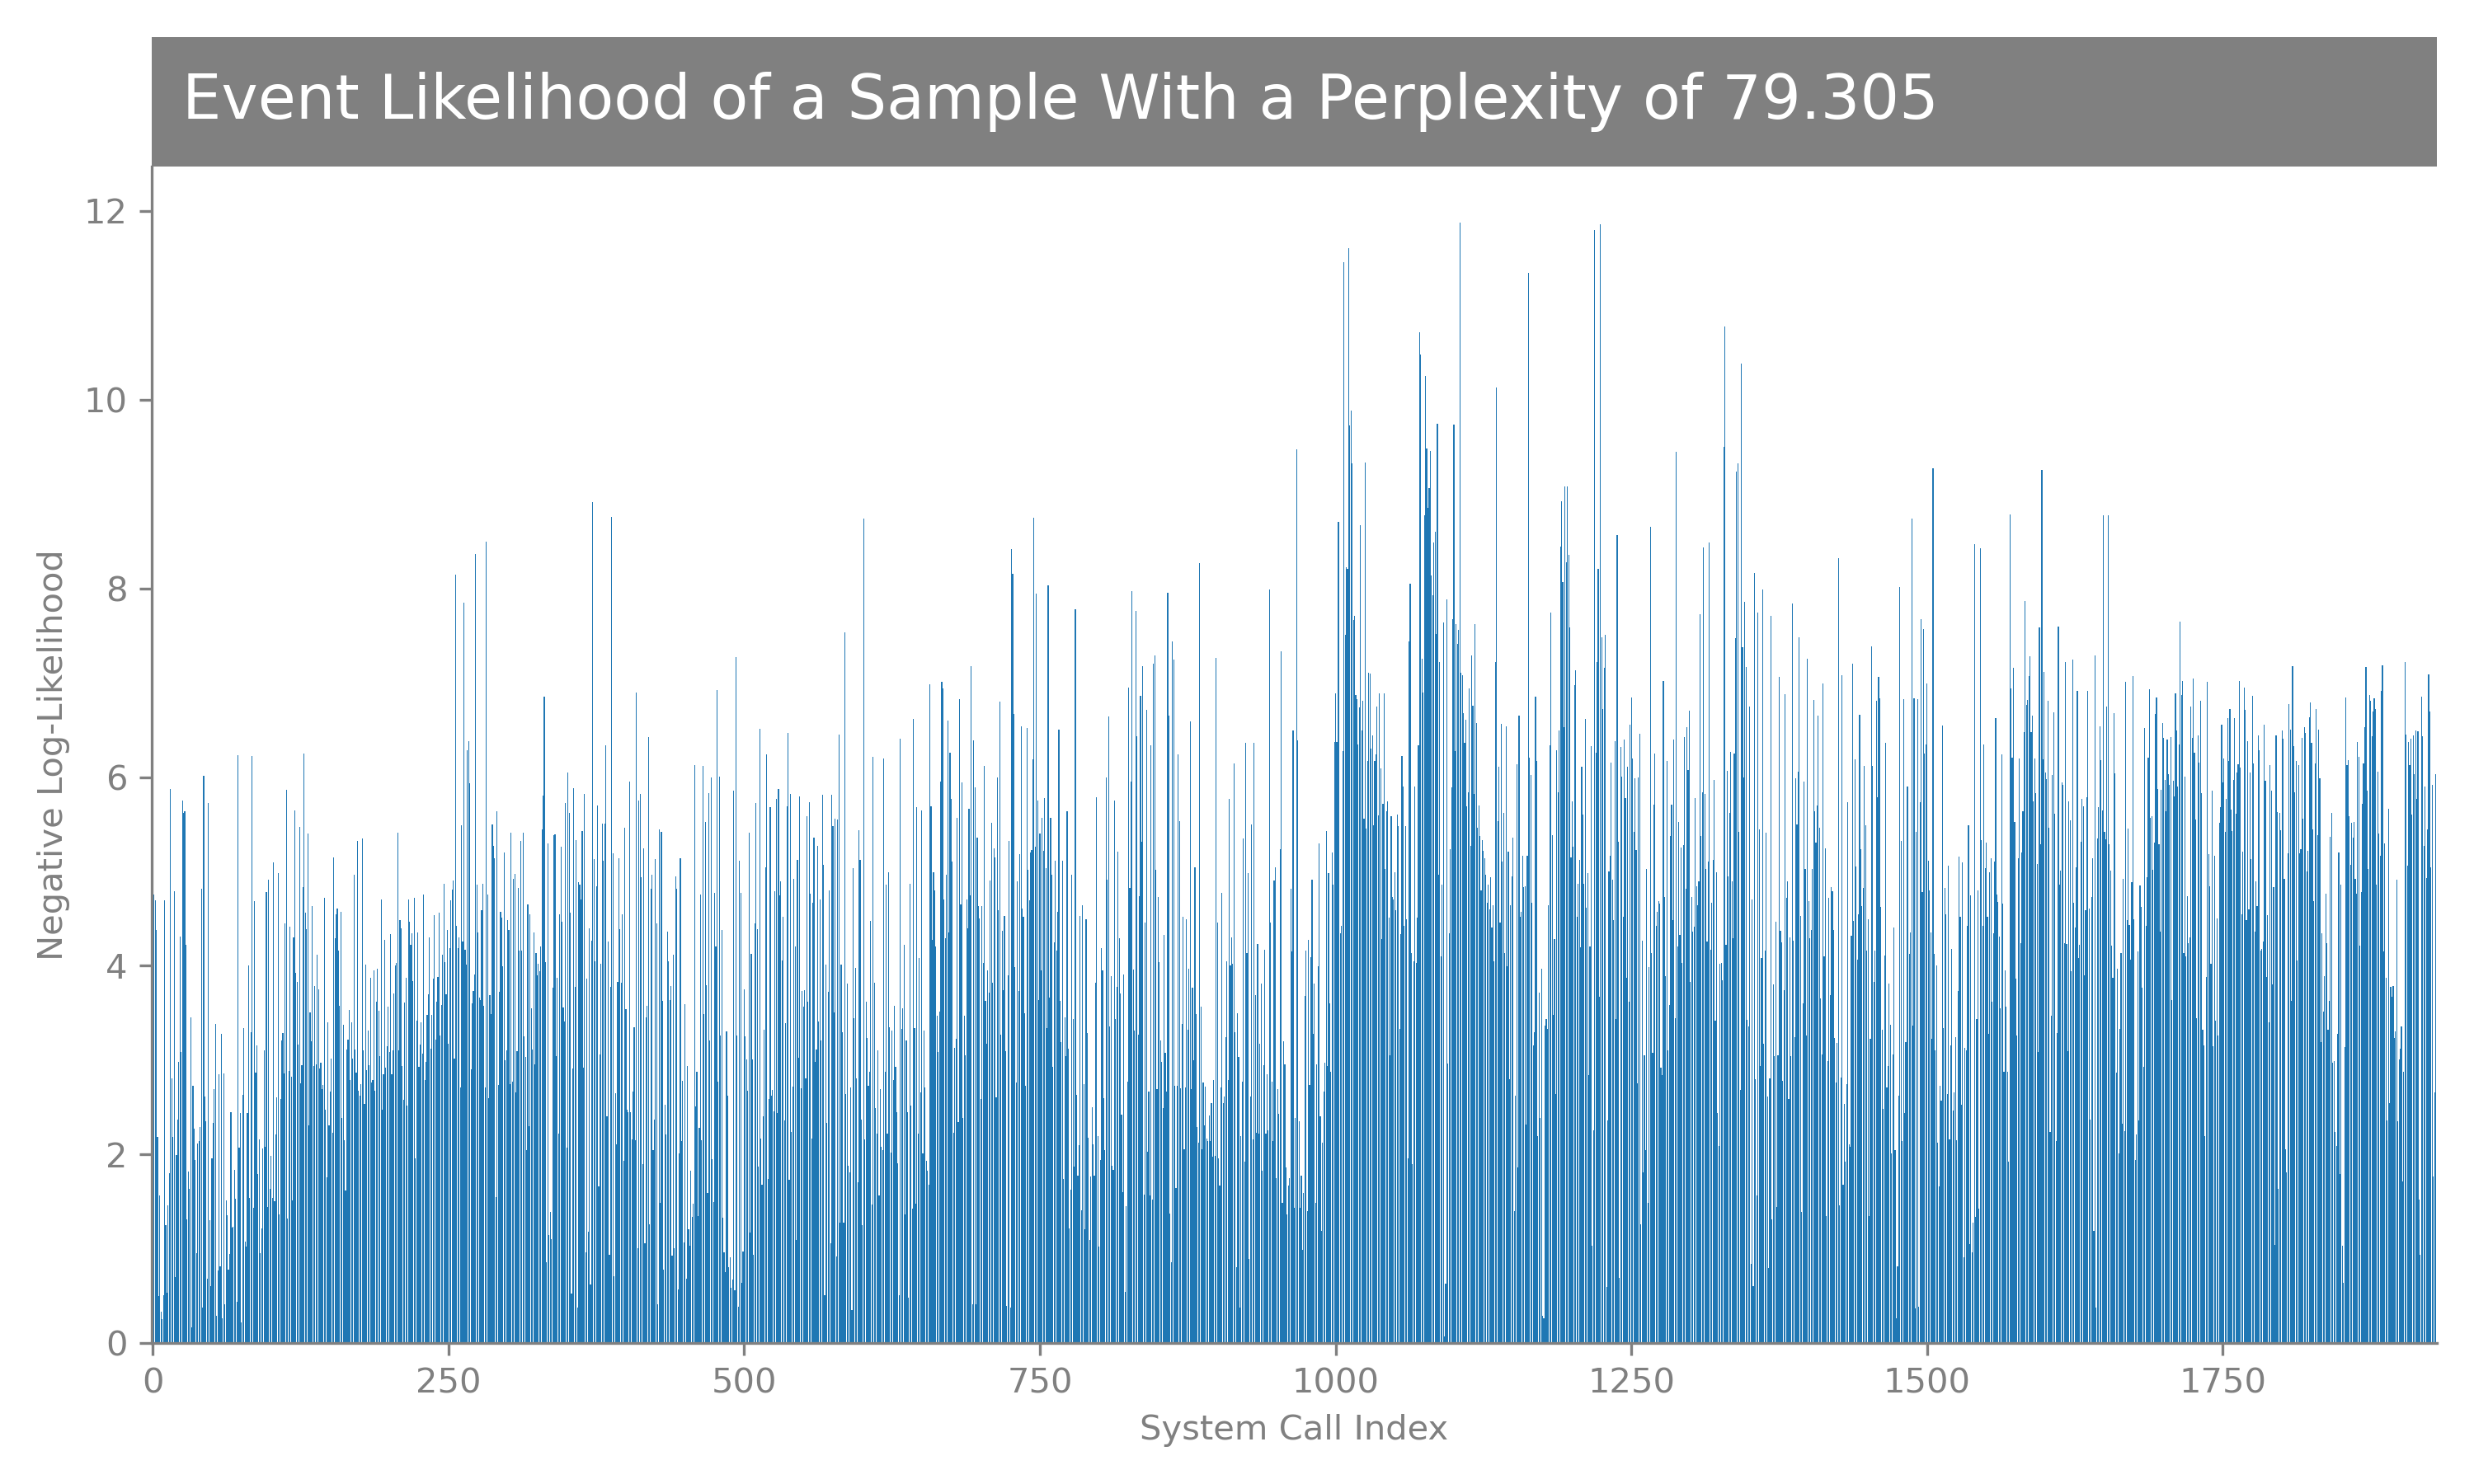 Event Likelihood of a Sample With a Perplexity of 79.305
Negative Log-Likelihood
12
10
8
6
4
2
0
0 250 500 750 1000 1250 1500 1750
System Call Index